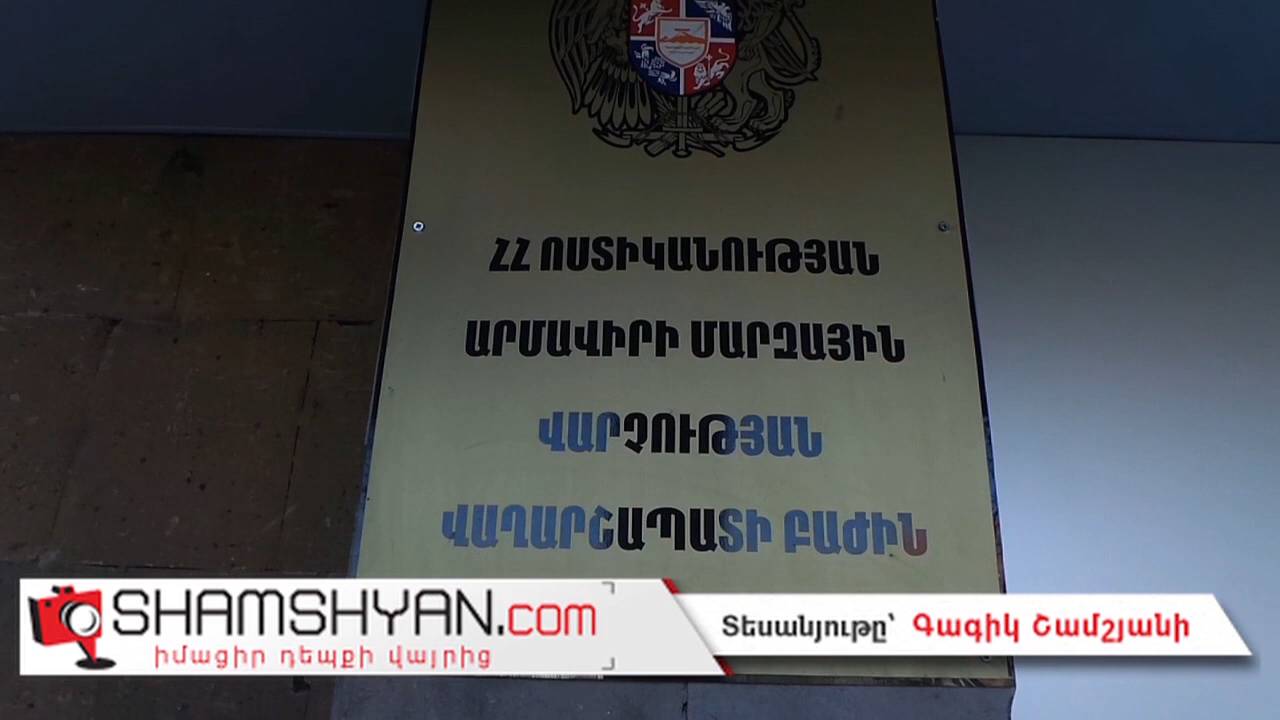 ՀՀ ՈՍՏԻԿԱՆՈՒԹՅԱՆ
ԱՐՄԱՎԻՐԻ ՄԱՐԶԱՅԻՆ
ՎԱՐՉՈՒԹՅԱՆ
ՎԱՂԱՐՇԱՊԱՏԻ ԲԱԺԻՆ
SHAMSHYAN.com
իմացիր դեպքի վայրից
Տեսանյութը՝ Գագիկ Շամշյանի